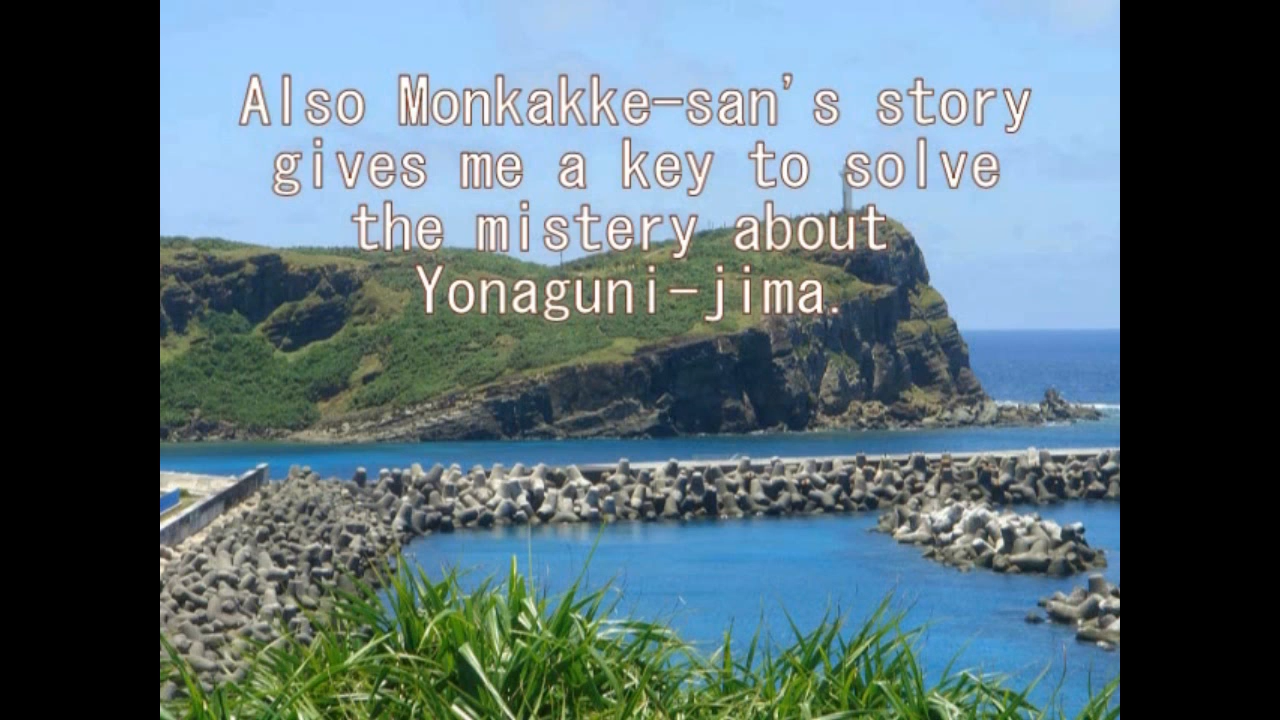 Also Monkakke-san's story
gives me a key to solve
the mistery about
Yonaguni-jima.